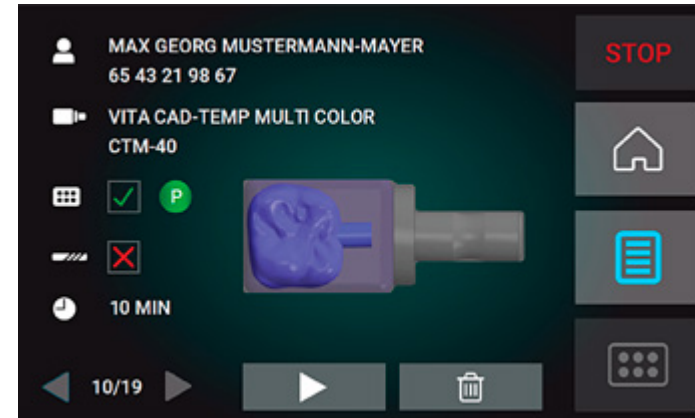 MAX GEORG MUSTERMANN-MAYER
65 43 21 98 67
STOP
VITA CAD-TEMP MULTI COLOR
CTM-40
P
10 MIN
10/19